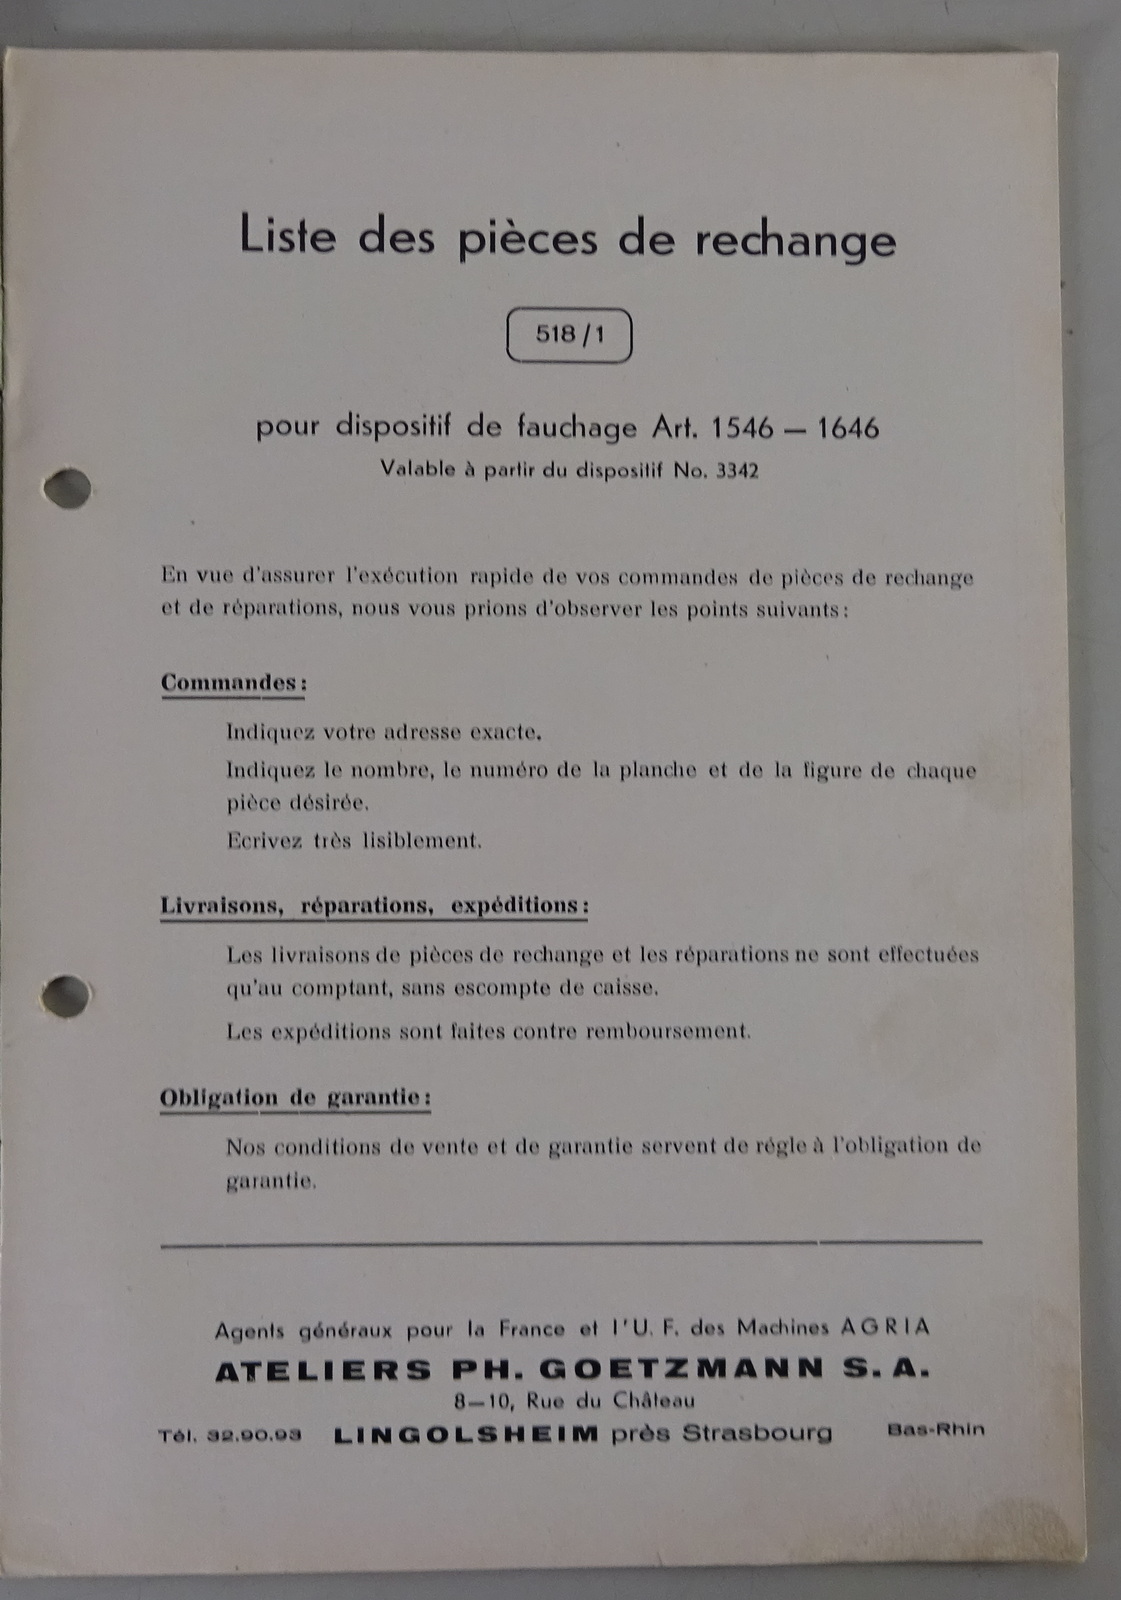 Liste des pièces de rechange
518/1
pour dispositif de fauchage Art. 1546 — 1646
Valable à partir du dispositif No. 3342
En vue d'assurer l'exécution rapide de vos commandes de pièces de rechange
et de réparations, nous vous prions d'observer les points suivants:
Commandes:
Indiquez votre adresse exacte.
Indiquez le nombre, le numéro de la planche et de la figure de chaque
pièce désirée.
Ecrivez très lisiblement.
Livraisons, réparations, expéditions:
Les livraisons de pièces de rechange et les réparations ne sont effectuées
qu'au comptant, sans escompte de caisse.
Les expéditions sont faites contre remboursement.
Obligation de garantie:
Nos conditions de vente et de garantie servent de régle à l'obligation de
garantie.
Agents généraux pour la France et l'U. F. des Machines AGRIA
ATELIERS PH. GOETZMANN S. A.
8—10, Rue du Château
Tél. 32.90.93 LINGOLSHEIM près Strasbourg Bas-Rhin